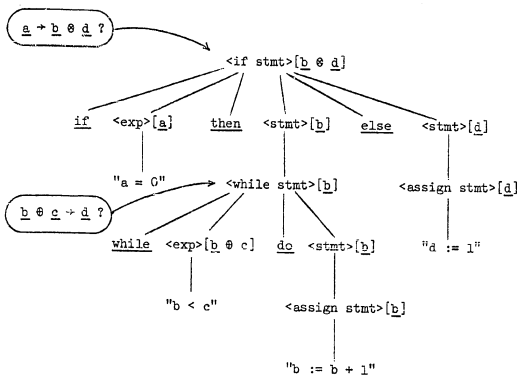 a → b ⊗ d ?
<if stmt>[b ⊗ d]
if <exp>[a] then <stmt>[b] else <stmt>[d]
"a = 0" <while stmt>[b] <assign stmt>[d]
b ⊕ c → d ?
while <exp>[b ⊕ c] do <stmt>[b] "d := 1"
"b < c" <assign stmt>[b]
"b := b + 1"